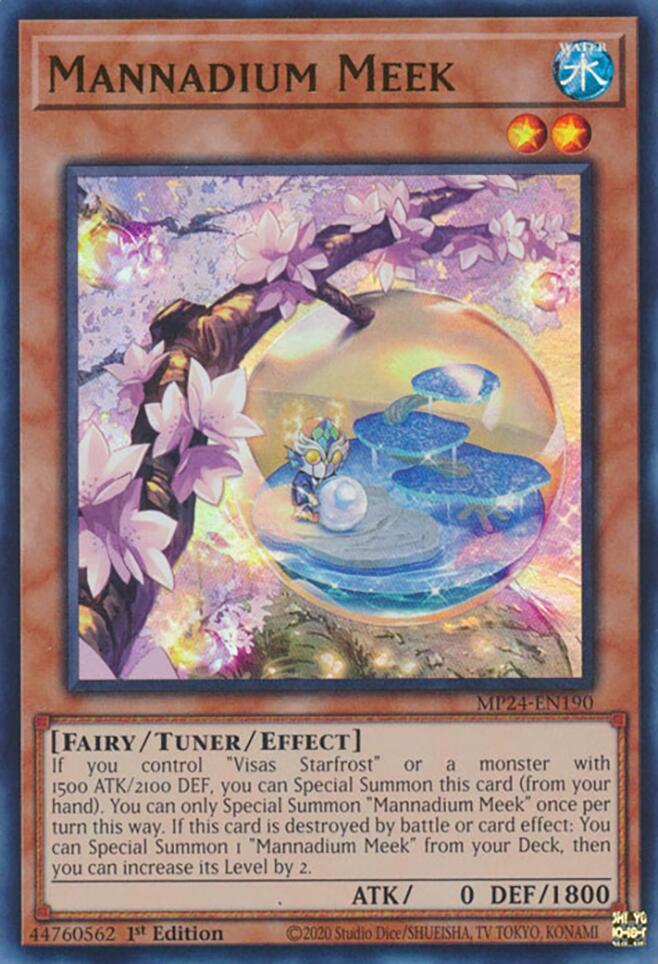 MANNADIUM MEEK
WATER
水
MP24-EN190
[FAIRY/TUNER/EFFECT]
If you control "Visas Starfrost" or a monster with
1500 ATK/2100 DEF, you can Special Summon this card (from your
hand). You can only Special Summon "Mannadium Meek" once per
turn this way. If this card is destroyed by battle or card effect: You
can Special Summon 1 "Mannadium Meek" from your Deck, then
you can increase its Level by 2.
ATK/ 0 DEF/1800
44760562 1st Edition ©2020 Studio Dice/SHUEISHA, TV TOKYO, KONAMI